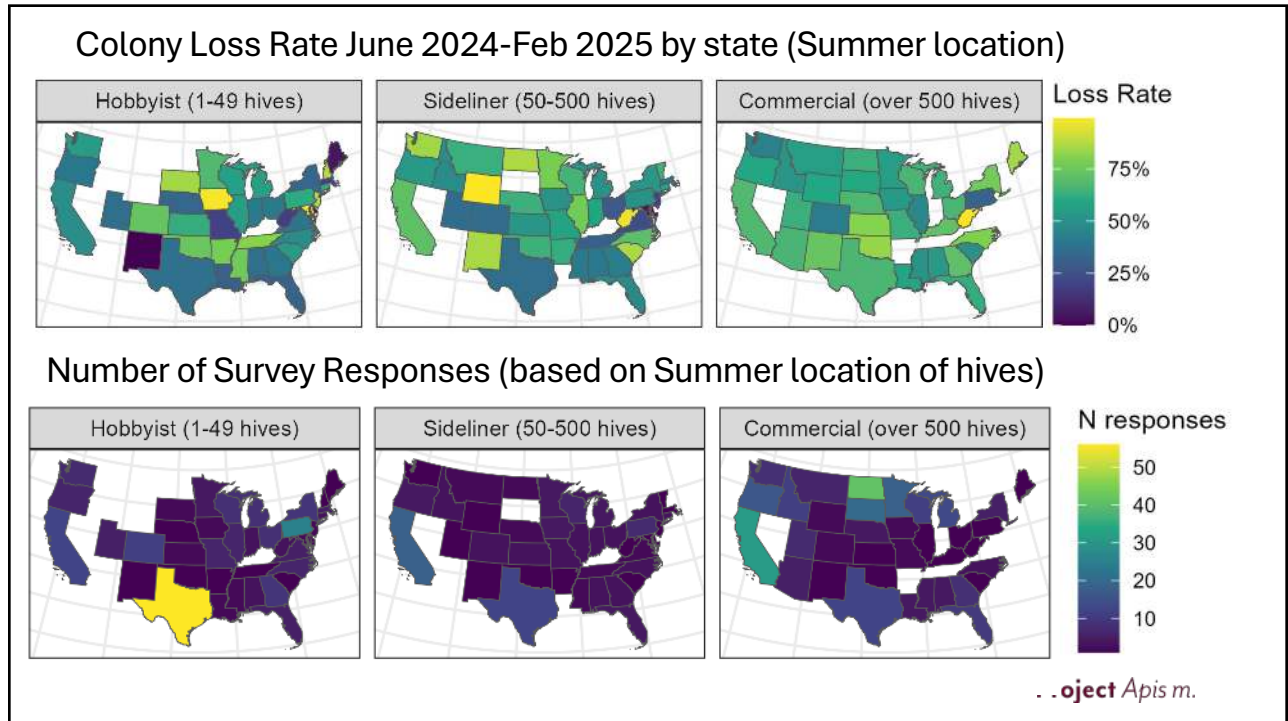 Colony Loss Rate June 2024-Feb 2025 by state (Summer location)
Hobbyist (1-49 hives)
Sideliner (50-500 hives)
Commercial (over 500 hives)
Loss Rate
75%
50%
25%
0%
Number of Survey Responses (based on Summer location of hives)
Hobbyist (1-49 hives)
Sideliner (50-500 hives)
Commercial (over 500 hives)
N responses
50
40
30
20
10
oject Apis m.